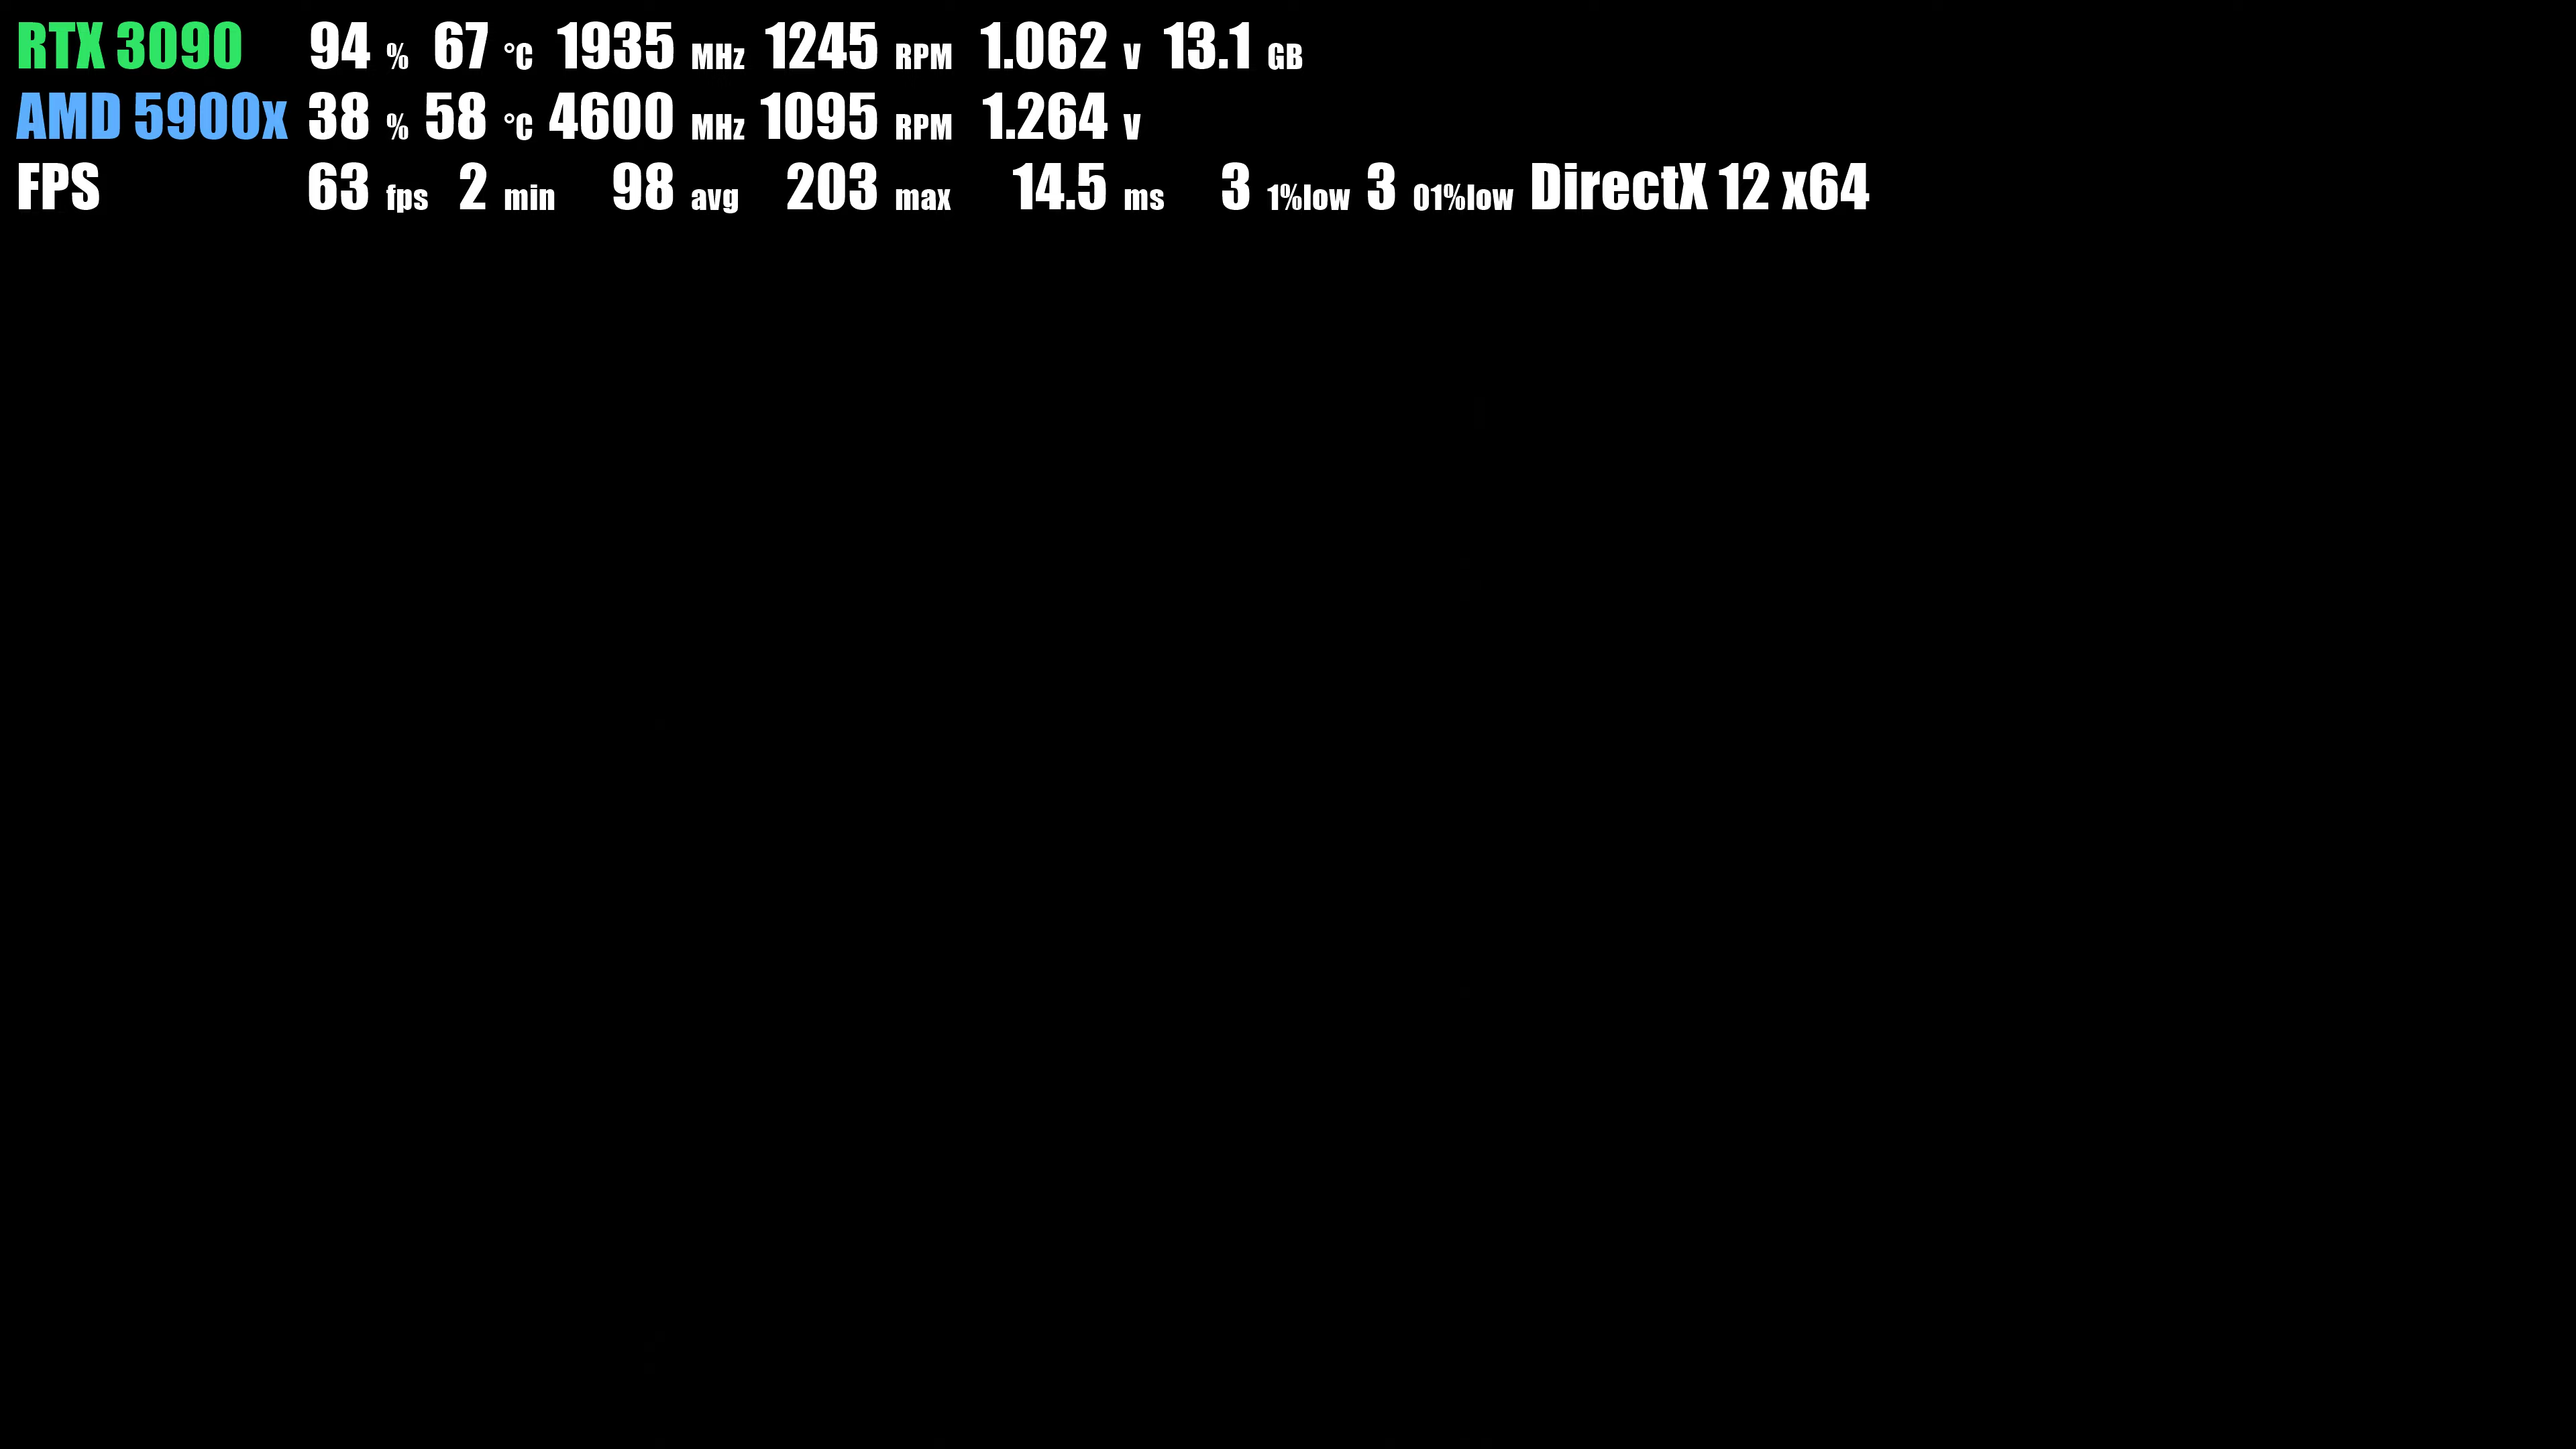 RTX 3090 94 % 67 °C 1935 MHz 1245 RPM 1.062 V 13.1 GB
AMD 5900x 38 % 58 °C 4600 MHz 1095 RPM 1.264 V
FPS 63 fps 2 min 98 avg 203 max 14.5 ms 3 1%low 3 01%low DirectX 12 x64